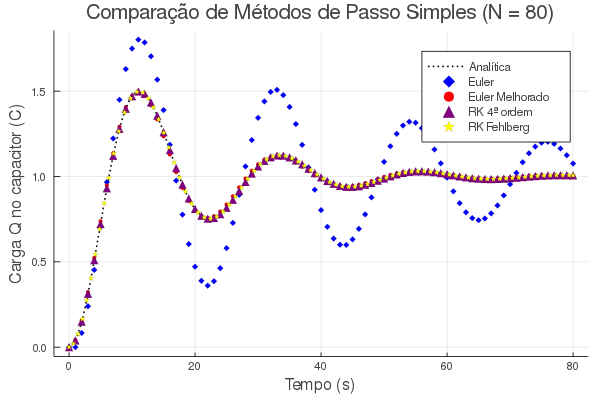 Comparação de Métodos de Passo Simples (N = 80)
Analítica
Euler
Euler Melhorado
RK 4ª ordem
RK Fehlberg
Carga Q no capacitor (C)
1.5
1.0
0.5
0.0
0 20 40 60 80
Tempo (s)